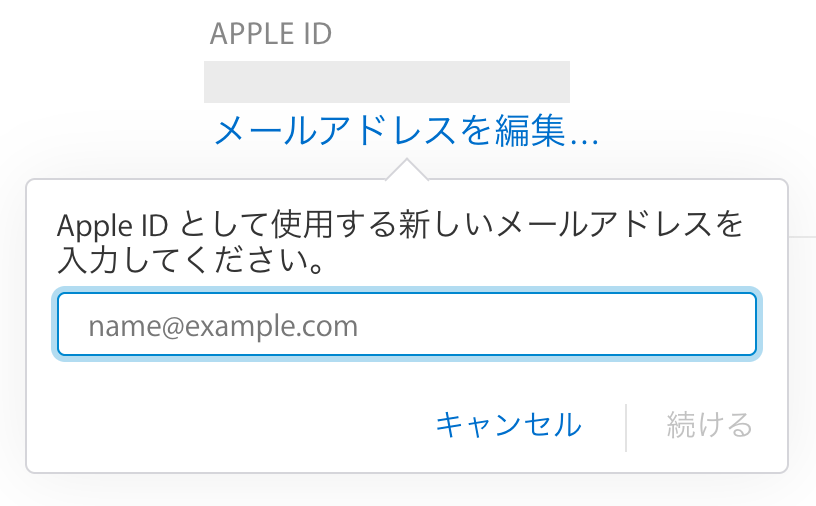 APPLE ID
メールアドレスを編集...
Apple ID として使用する新しいメールアドレスを
入力してください。
name@example.com
キャンセル
続ける